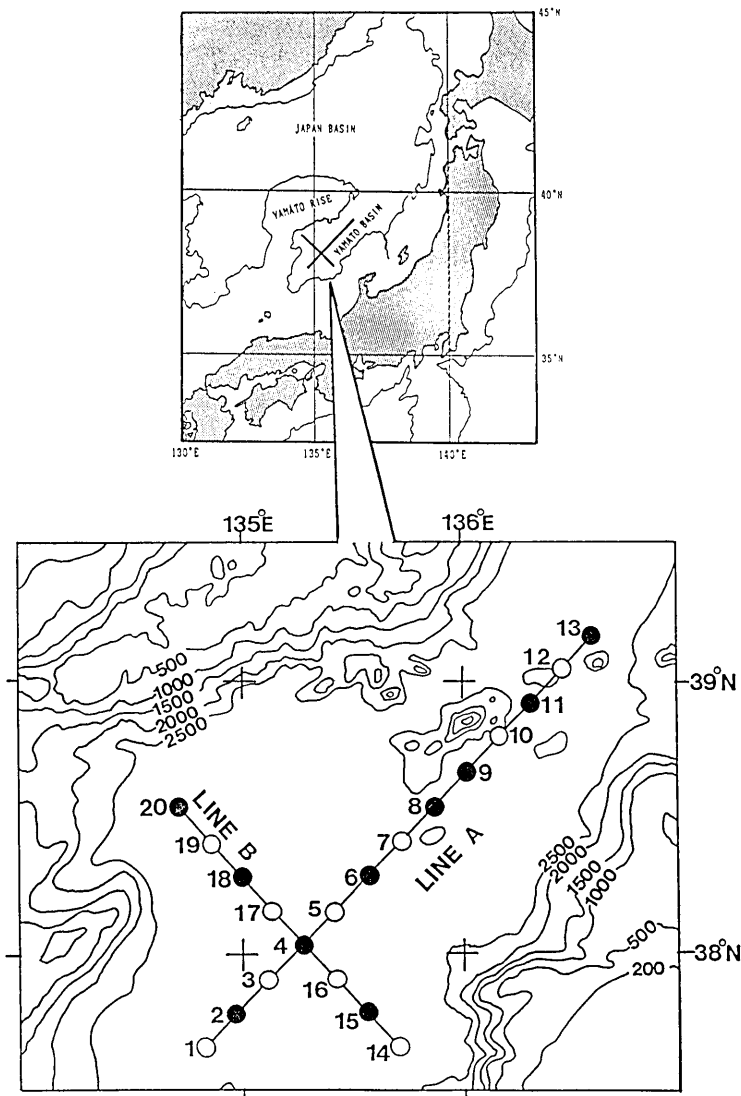 45°N
JAPAN BASIN
40°N
YAMATO RISE
YAMATO BASIN
35°N
130°E
135°E
140°E
135°E
136°E
13
12
39°N
500
1000
1500
2000
2500
11
10
9
8
20
LINE B
LINE A
7
19
18
6
2500
2000
1500
1000
17
5
4
500
200
38°N
3
16
2
15
1
14